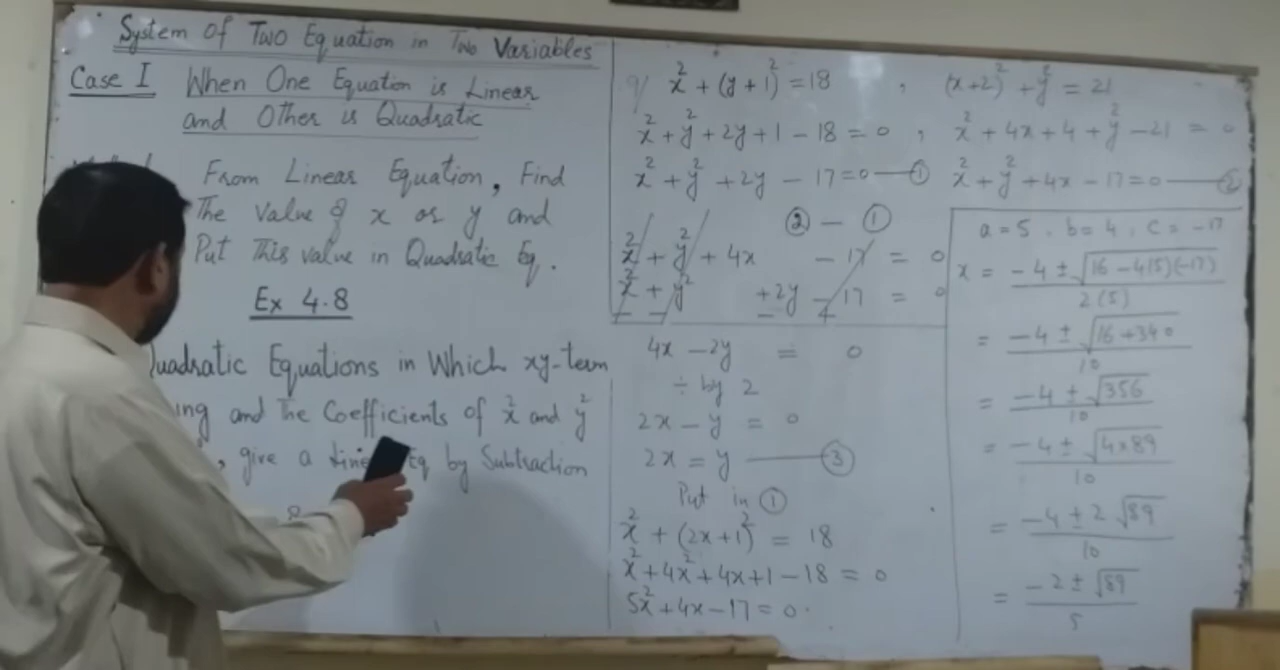 System Of Two Equation in Two Variables
Case I When One Equation is Linear
and Other is Quadratic
From Linear Equation, Find
The value of x or y and
Put This value in Quadratic Eq.
Ex 4.8
Quadratic Equations in Which xy-term
and the Coefficients of x² and y²
, give a Linear Eq by Subtraction
9/ x² + (y + 1)² = 18 , (x+2)² + y² = 21
x² + y² + 2y + 1 - 18 = 0 , x² + 4x + 4 + y² - 21 = 0
x² + y² + 2y - 17 = 0 — ① x² + y² + 4x - 17 = 0 — ②
② - ①
x² + y² + 4x - 17 = 0
x² + y² + 2y - 17 = 0
4x - 2y = 0
÷ by 2
2x - y = 0
2x = y — ③
Put in ①
x² + (2x+1)² = 18
x² + 4x² + 4x + 1 - 18 = 0
5x² + 4x - 17 = 0.
a = 5 , b = 4 , c = -17
x = (-4 ± √(16 - 4(5)(-17))) / 2(5)
= (-4 ± √(16 + 340)) / 10
= (-4 ± √356) / 10
= (-4 ± √(4×89)) / 10
= (-4 ± 2√89) / 10
= (-2 ± √89) / 5